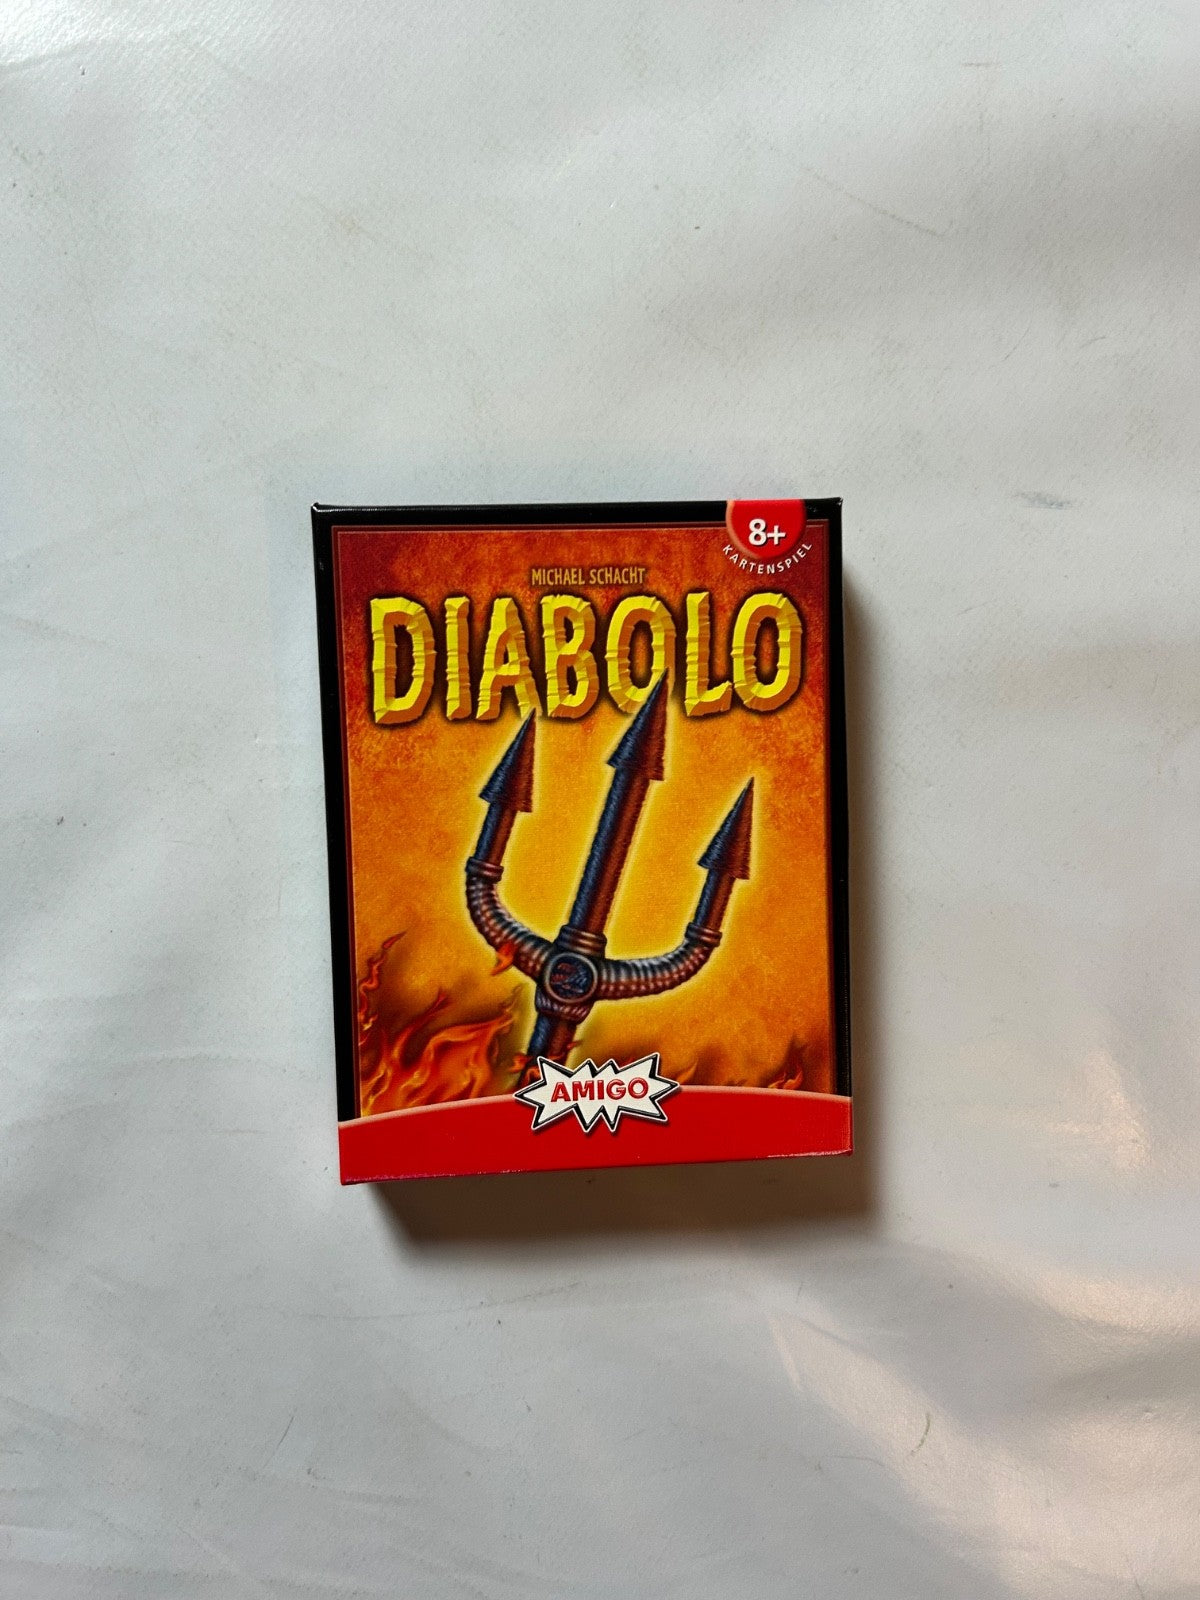 8+
KARTENSPIEL
MICHAEL SCHACHT
DIABOLO
AMIGO